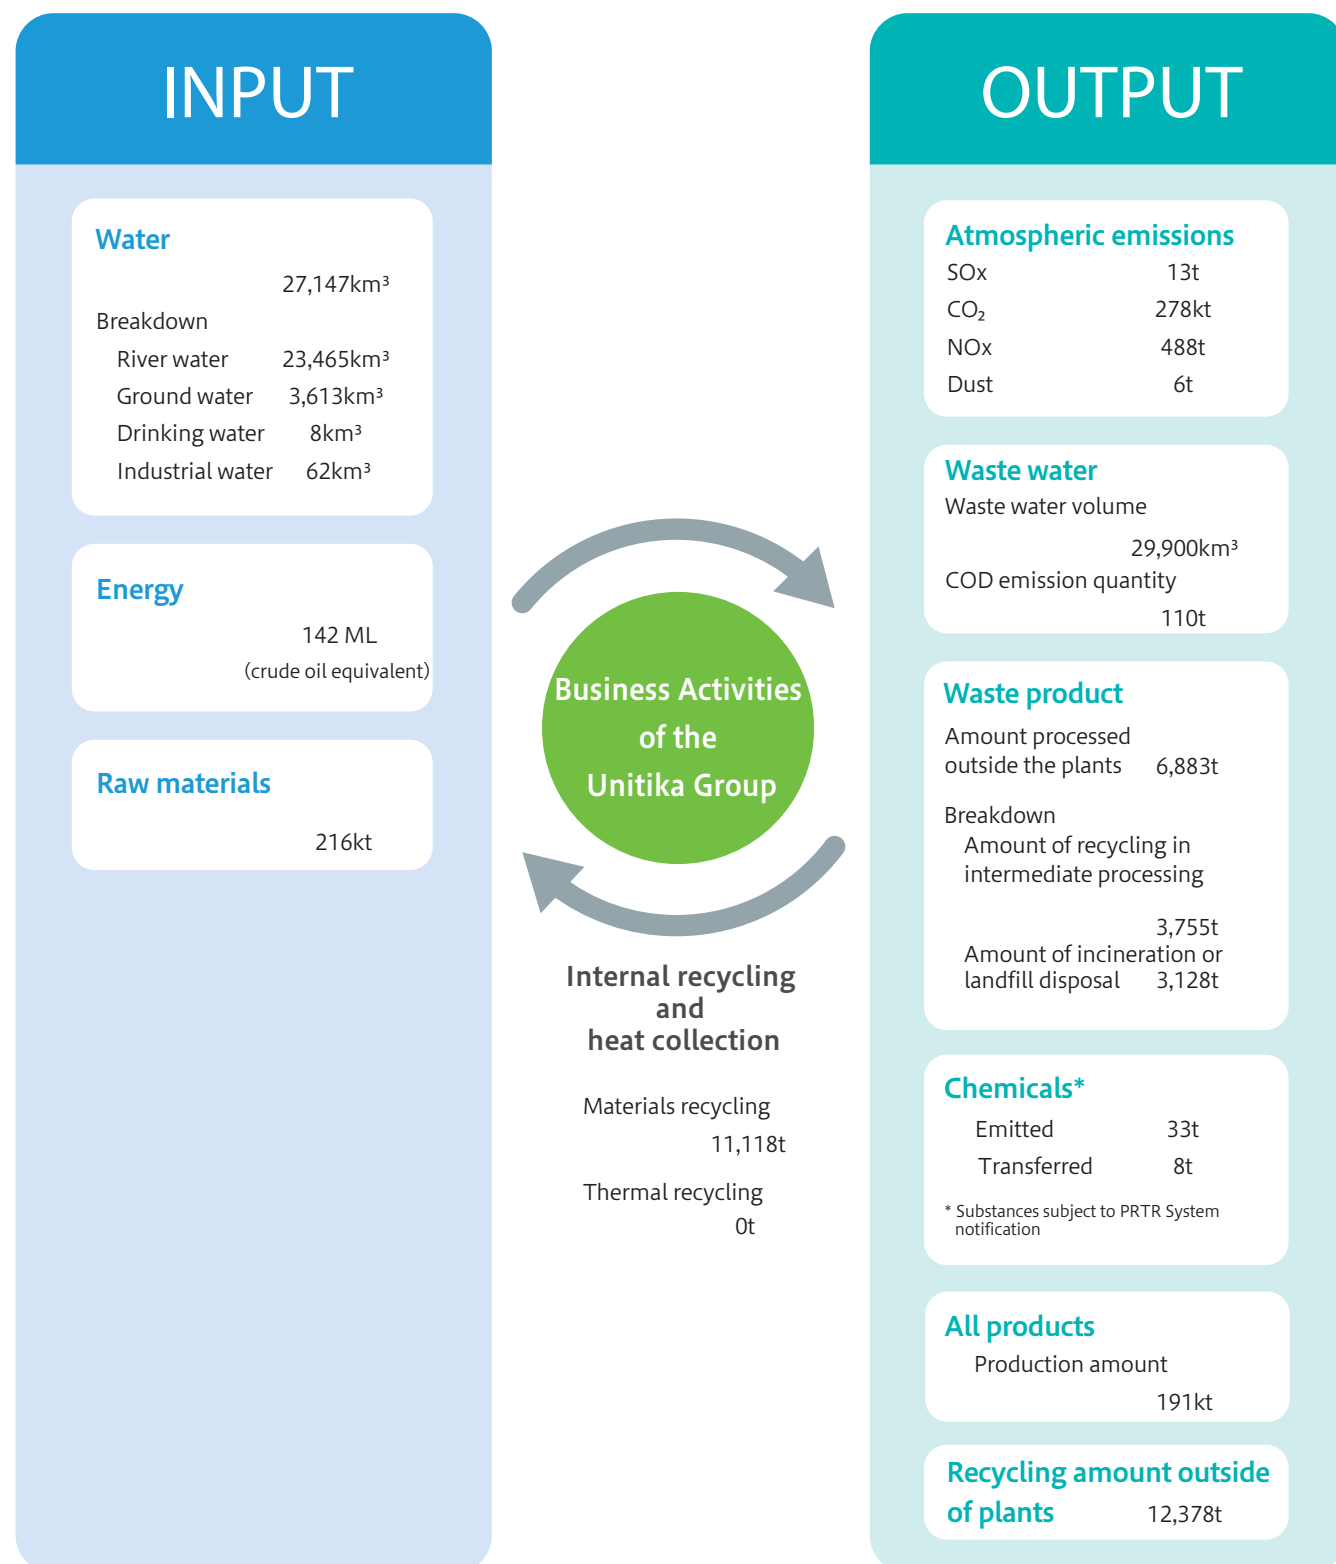 INPUT
Water
27,147km³
Breakdown
River water 23,465km³
Ground water 3,613km³
Drinking water 8km³
Industrial water 62km³
Energy
142 ML
(crude oil equivalent)
Raw materials
216kt
Business Activities
of the
Unitika Group
Internal recycling
and
heat collection
Materials recycling
11,118t
Thermal recycling
0t
OUTPUT
Atmospheric emissions
SOx 13t
CO₂ 278kt
NOx 488t
Dust 6t
Waste water
Waste water volume
29,900km³
COD emission quantity
110t
Waste product
Amount processed
outside the plants 6,883t
Breakdown
Amount of recycling in
intermediate processing
3,755t
Amount of incineration or
landfill disposal 3,128t
Chemicals*
Emitted 33t
Transferred 8t
* Substances subject to PRTR System
notification
All products
Production amount
191kt
Recycling amount outside
of plants 12,378t